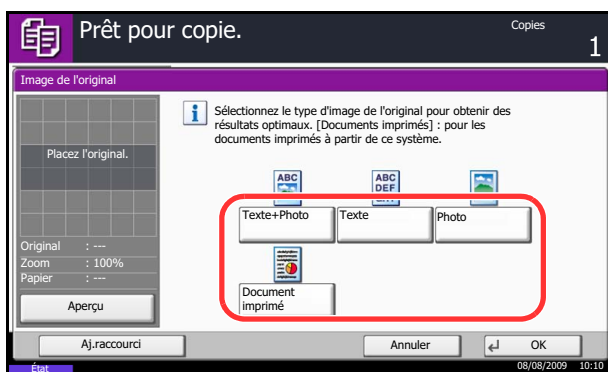 Prêt pour copie.
Copies
1
Image de l'original
Placez l'original.
Original : ---
Zoom : 100%
Papier : ---
Aperçu
i
Sélectionnez le type d'image de l'original pour obtenir des
résultats optimaux. [Documents imprimés] : pour les
documents imprimés à partir de ce système.
ABC
ABC
DEF
Texte+Photo
Texte
Photo
Document
imprimé
Aj.raccourci
Annuler
OK
État
08/08/2009 10:10